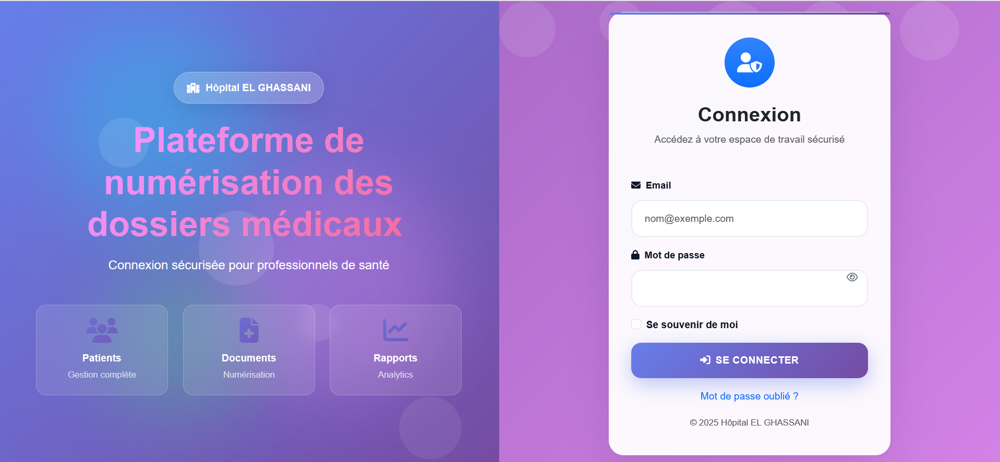 Hôpital EL GHASSANI
Plateforme de
numérisation des
dossiers médicaux
Connexion sécurisée pour professionnels de santé
Patients
Gestion complète
Documents
Numérisation
Rapports
Analytics
Connexion
Accédez à votre espace de travail sécurisé
Email
nom@exemple.com
Mot de passe
Se souvenir de moi
SE CONNECTER
Mot de passe oublié ?
© 2025 Hôpital EL GHASSANI